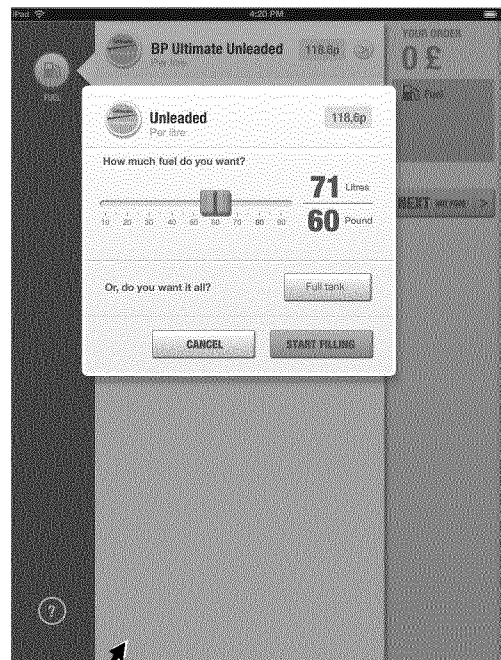 iPad 4:20 PM
BP Ultimate Unleaded 118.6p
Per litre
YOUR ORDER
0 £
FUEL
Fuel
Unleaded 118.6p
Per litre
How much fuel do you want?
71 Litres
10 20 30 40 50 60 70 80 90
60 Pound
NEXT >
Or, do you want it all? Full tank
CANCEL START FILLING
?